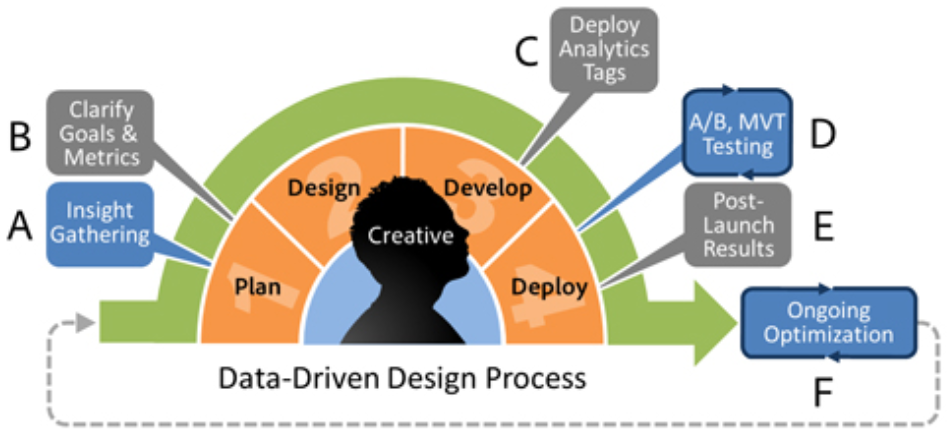 C
Deploy
Analytics
Tags
B
Clarify
Goals &
Metrics
A/B, MVT
Testing
D
A
Insight
Gathering
Design
2
3
Develop
Creative
Post-
Launch
Results
E
1
Plan
Deploy
4
Ongoing
Optimization
F
Data-Driven Design Process